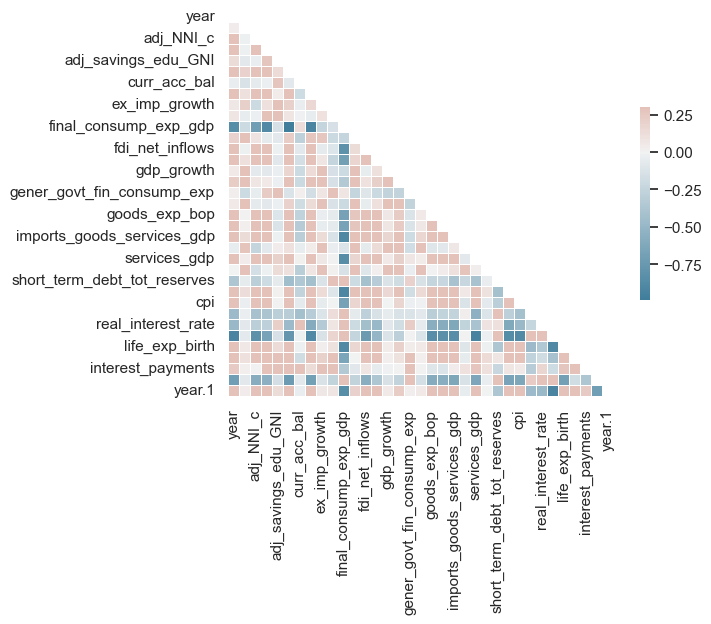 year
adj_NNI_c
adj_savings_edu_GNI
curr_acc_bal
ex_imp_growth
final_consump_exp_gdp
fdi_net_inflows
gdp_growth
gener_govt_fin_consump_exp
goods_exp_bop
imports_goods_services_gdp
services_gdp
short_term_debt_tot_reserves
cpi
real_interest_rate
life_exp_birth
interest_payments
year.1
0.25
0.00
−0.25
−0.50
−0.75
year
adj_NNI_c
adj_savings_edu_GNI
curr_acc_bal
ex_imp_growth
final_consump_exp_gdp
fdi_net_inflows
gdp_growth
gener_govt_fin_consump_exp
goods_exp_bop
imports_goods_services_gdp
services_gdp
short_term_debt_tot_reserves
cpi
real_interest_rate
life_exp_birth
interest_payments
year.1